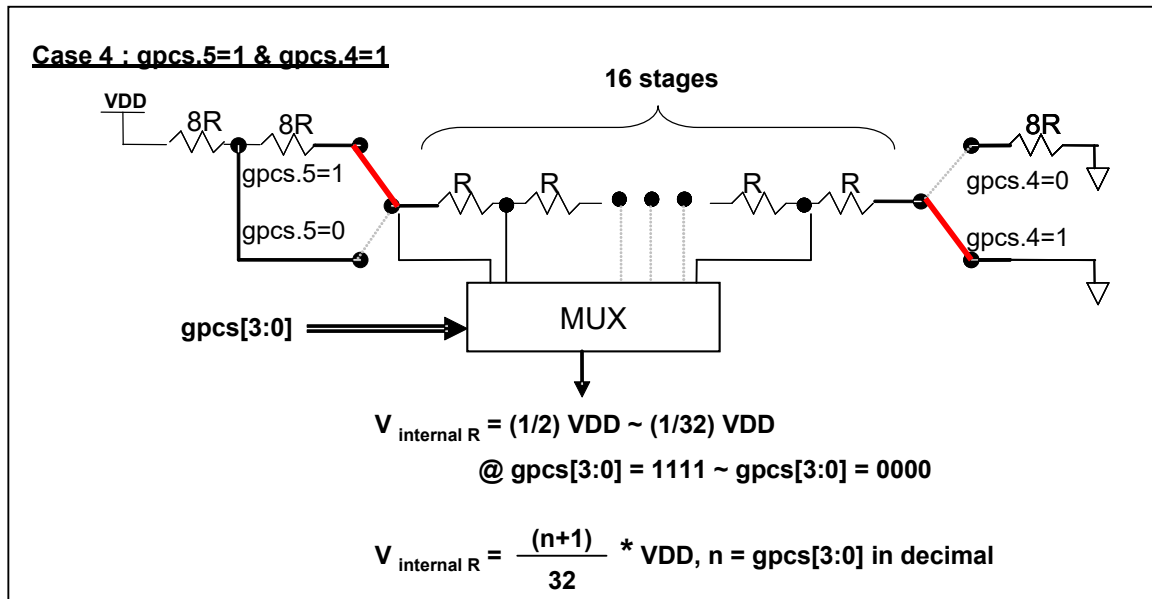 Case 4 : gpcs.5=1 & gpcs.4=1
16 stages
VDD
8R 8R 8R
gpcs.5=1
gpcs.4=0
R R R R
gpcs.5=0
gpcs.4=1
MUX
gpcs[3:0]
V internal R = (1/2) VDD ~ (1/32) VDD
@ gpcs[3:0] = 1111 ~ gpcs[3:0] = 0000
V internal R = (n+1) / 32 * VDD, n = gpcs[3:0] in decimal